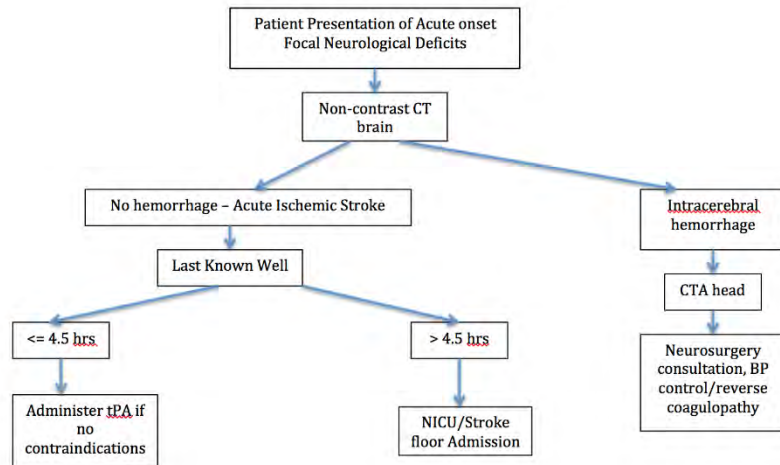 Patient Presentation of Acute onset
Focal Neurological Deficits
Non-contrast CT
brain
No hemorrhage – Acute Ischemic Stroke
Intracerebral
hemorrhage
Last Known Well
CTA head
<= 4.5 hrs
> 4.5 hrs
Neurosurgery
consultation, BP
control/reverse
coagulopathy
Administer tPA if
no
contraindications
NICU/Stroke
floor Admission